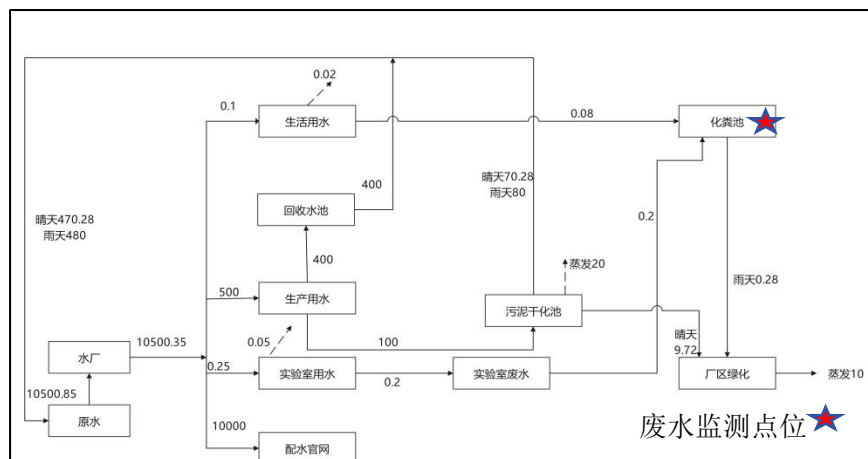 0.02
0.1
生活用水
0.08
化粪池
晴天470.28
雨天480
回收水池
400
晴天70.28
雨天80
0.2
400
蒸发20
500
生产用水
污泥干化池
雨天0.28
0.05
100
晴天
9.72
10500.35
水厂
0.25
实验室用水
0.2
实验室废水
厂区绿化
蒸发10
10500.85
原水
10000
配水官网
废水监测点位